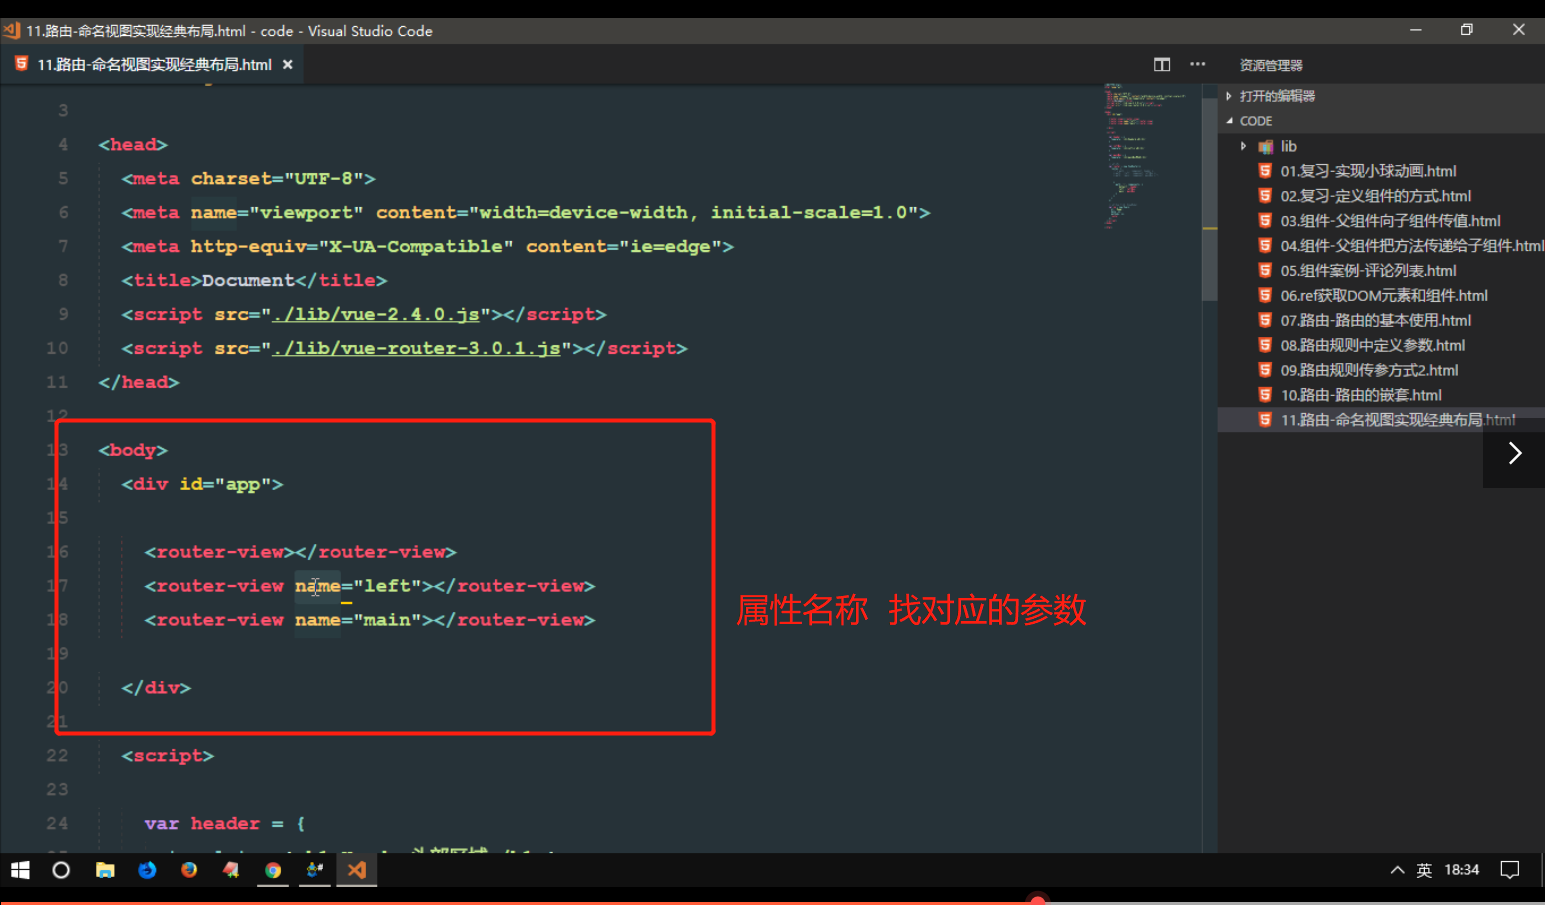 11.路由-命名视图实现经典布局.html - code - Visual Studio Code
11.路由-命名视图实现经典布局.html
3
4 <head>
5 <meta charset="UTF-8">
6 <meta name="viewport" content="width=device-width, initial-scale=1.0">
7 <meta http-equiv="X-UA-Compatible" content="ie=edge">
8 <title>Document</title>
9 <script src="./lib/vue-2.4.0.js"></script>
10 <script src="./lib/vue-router-3.0.1.js"></script>
11 </head>
12
13 <body>
14 <div id="app">
15
16 <router-view></router-view>
17 <router-view name="left"></router-view>
18 <router-view name="main"></router-view>
19
20 </div>
21
22 <script>
23
24 var header = {
属性名称 找对应的参数
资源管理器
打开的编辑器
CODE
lib
01.复习-实现小球动画.html
02.复习-定义组件的方式.html
03.组件-父组件向子组件传值.html
04.组件-父组件把方法传递给子组件.html
05.组件案例-评论列表.html
06.ref获取DOM元素和组件.html
07.路由-路由的基本使用.html
08.路由规则中定义参数.html
09.路由规则传参方式2.html
10.路由-路由的嵌套.html
11.路由-命名视图实现经典布局.html
英 18:34